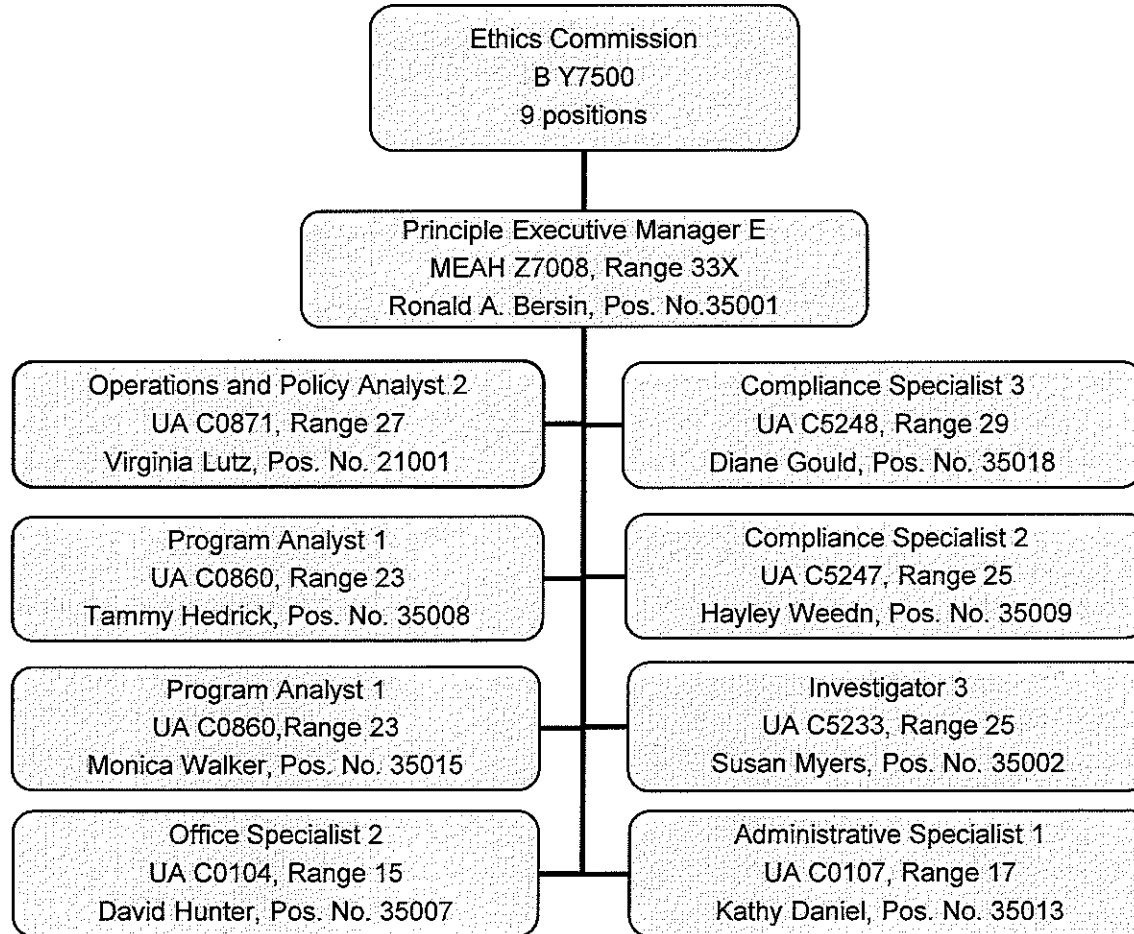 Ethics Commission
B Y7500
9 positions
Principle Executive Manager E
MEAH Z7008, Range 33X
Ronald A. Bersin, Pos. No.35001
Operations and Policy Analyst 2
UA C0871, Range 27
Virginia Lutz, Pos. No. 21001
Compliance Specialist 3
UA C5248, Range 29
Diane Gould, Pos. No. 35018
Program Analyst 1
UA C0860, Range 23
Tammy Hedrick, Pos. No. 35008
Compliance Specialist 2
UA C5247, Range 25
Hayley Weedn, Pos. No. 35009
Program Analyst 1
UA C0860,Range 23
Monica Walker, Pos. No. 35015
Investigator 3
UA C5233, Range 25
Susan Myers, Pos. No. 35002
Office Specialist 2
UA C0104, Range 15
David Hunter, Pos. No. 35007
Administrative Specialist 1
UA C0107, Range 17
Kathy Daniel, Pos. No. 35013